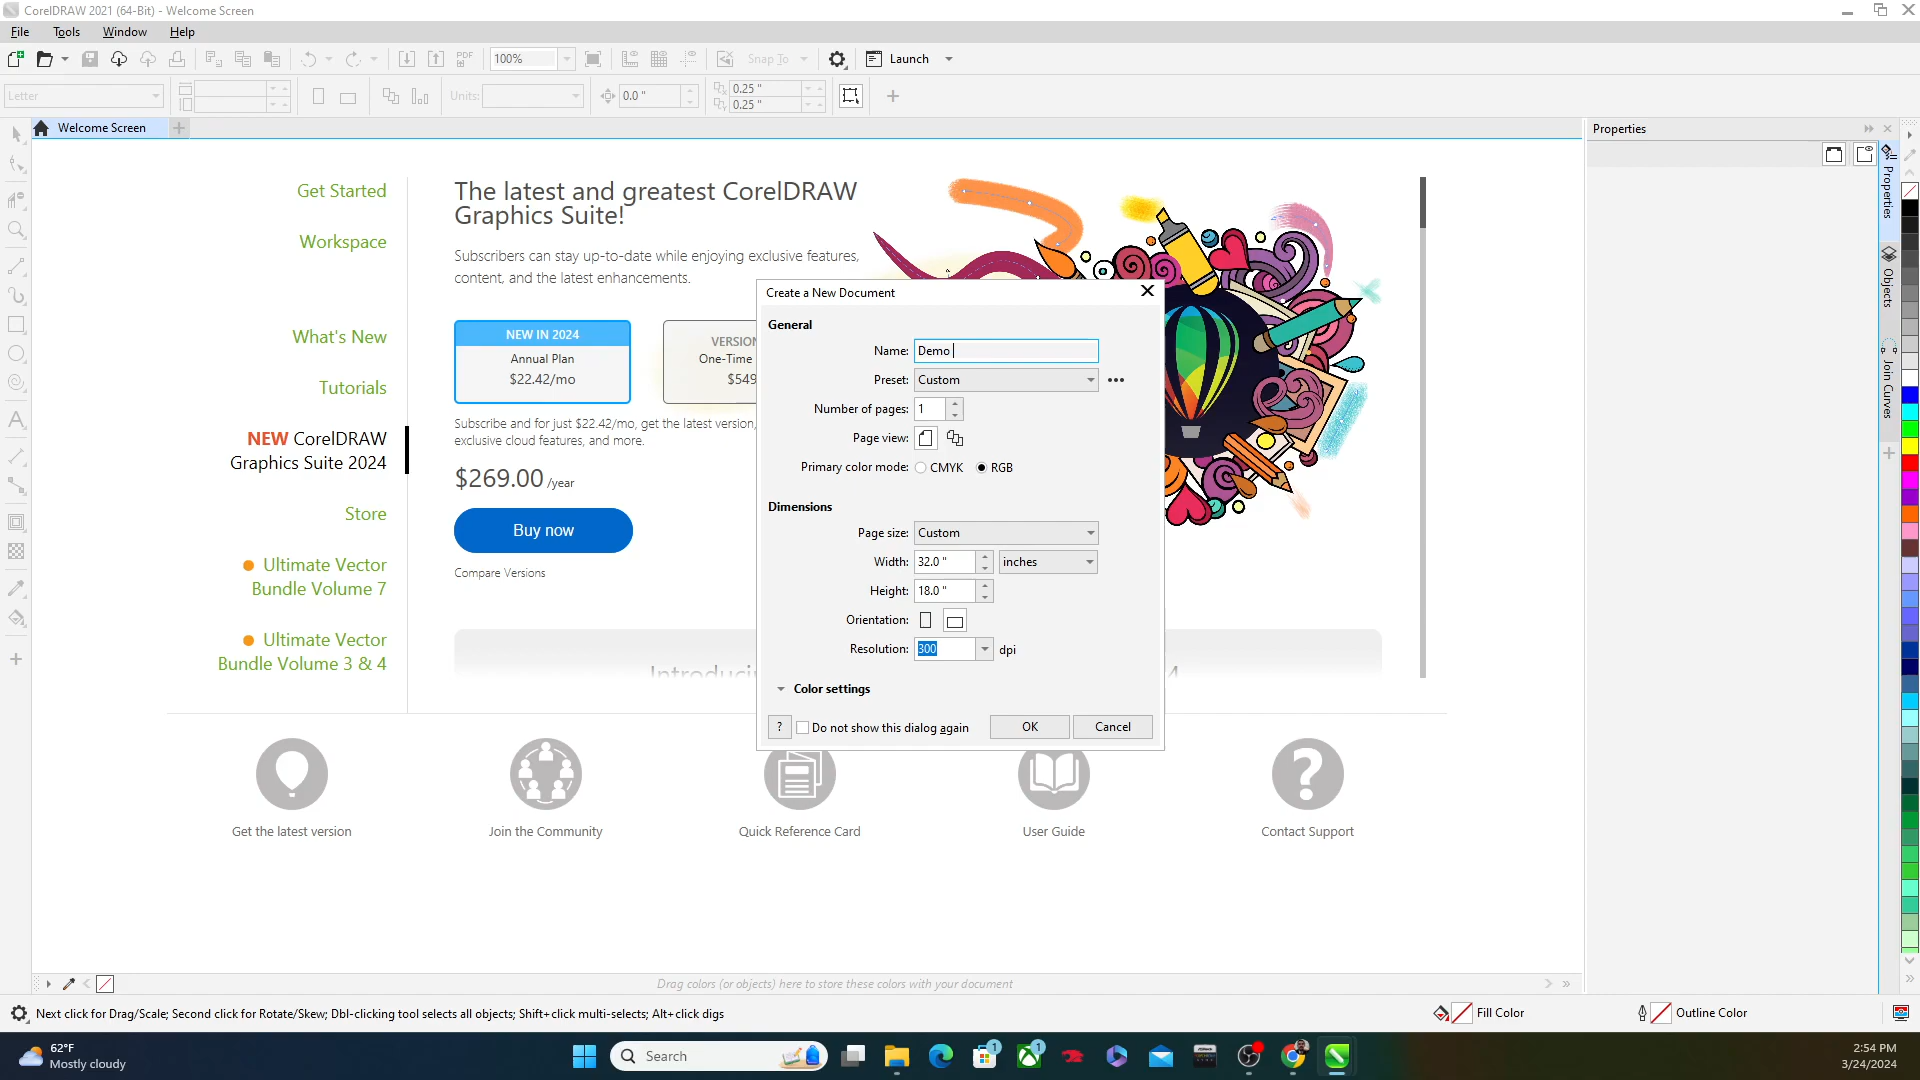 CorelDRAW 2021 (64-Bit) - Welcome Screen
File Tools Window Help
PDF 100% Snap To Launch
Letter Units: 0.0 " 0.25 "
0.25 "
Welcome Screen
Properties
Get Started
Workspace
What's New
Tutorials
NEW CorelDRAW
Graphics Suite 2024
Store
Ultimate Vector
Bundle Volume 7
Ultimate Vector
Bundle Volume 3 & 4
The latest and greatest CorelDRAW
Graphics Suite!
Subscribers can stay up-to-date while enjoying exclusive features,
content, and the latest enhancements.
NEW IN 2024
Annual Plan
$22.42/mo
VERSION
One-Time
$549
Subscribe and for just $22.42/mo, get the latest version,
exclusive cloud features, and more.
$269.00 /year
Buy now
Compare Versions
Create a New Document
General
Name: Demo
Preset: Custom
Number of pages: 1
Page view:
Primary color mode: CMYK RGB
Dimensions
Page size: Custom
Width: 32.0 " inches
Height: 18.0 "
Orientation:
Resolution: 300 dpi
Color settings
? Do not show this dialog again OK Cancel
Get the latest version
Join the Community
Quick Reference Card
User Guide
Contact Support
Properties
Objects
Join Curves
Drag colors (or objects) here to store these colors with your document
Next click for Drag/Scale; Second click for Rotate/Skew; Dbl-clicking tool selects all objects; Shift+click multi-selects; Alt+click digs
Fill Color
Outline Color
62°F
Mostly cloudy
Search
1
1
2:54 PM
3/24/2024